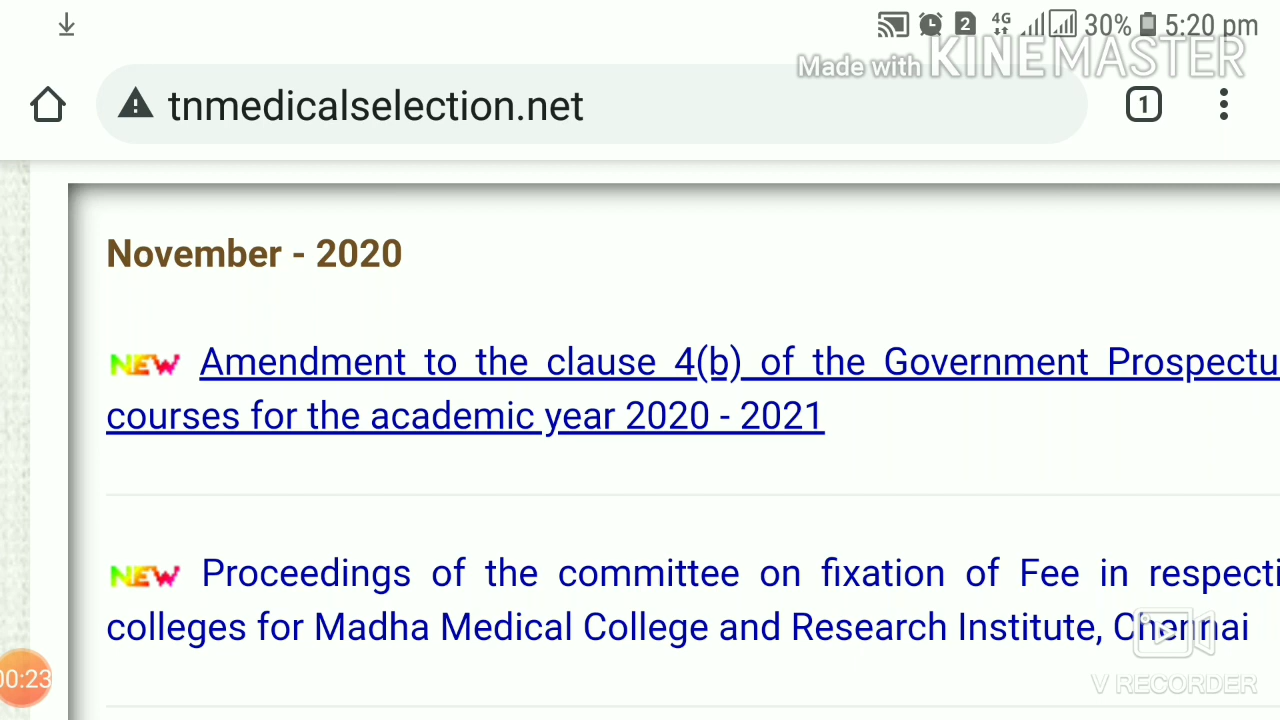 2 4G 30% 5:20 pm
Made with KINEMASTER
tnmedicalselection.net 1
November - 2020
NEW Amendment to the clause 4(b) of the Government Prospectu
courses for the academic year 2020 - 2021
NEW Proceedings of the committee on fixation of Fee in respecti
colleges for Madha Medical College and Research Institute, Chennai
00:23
V RECORDER